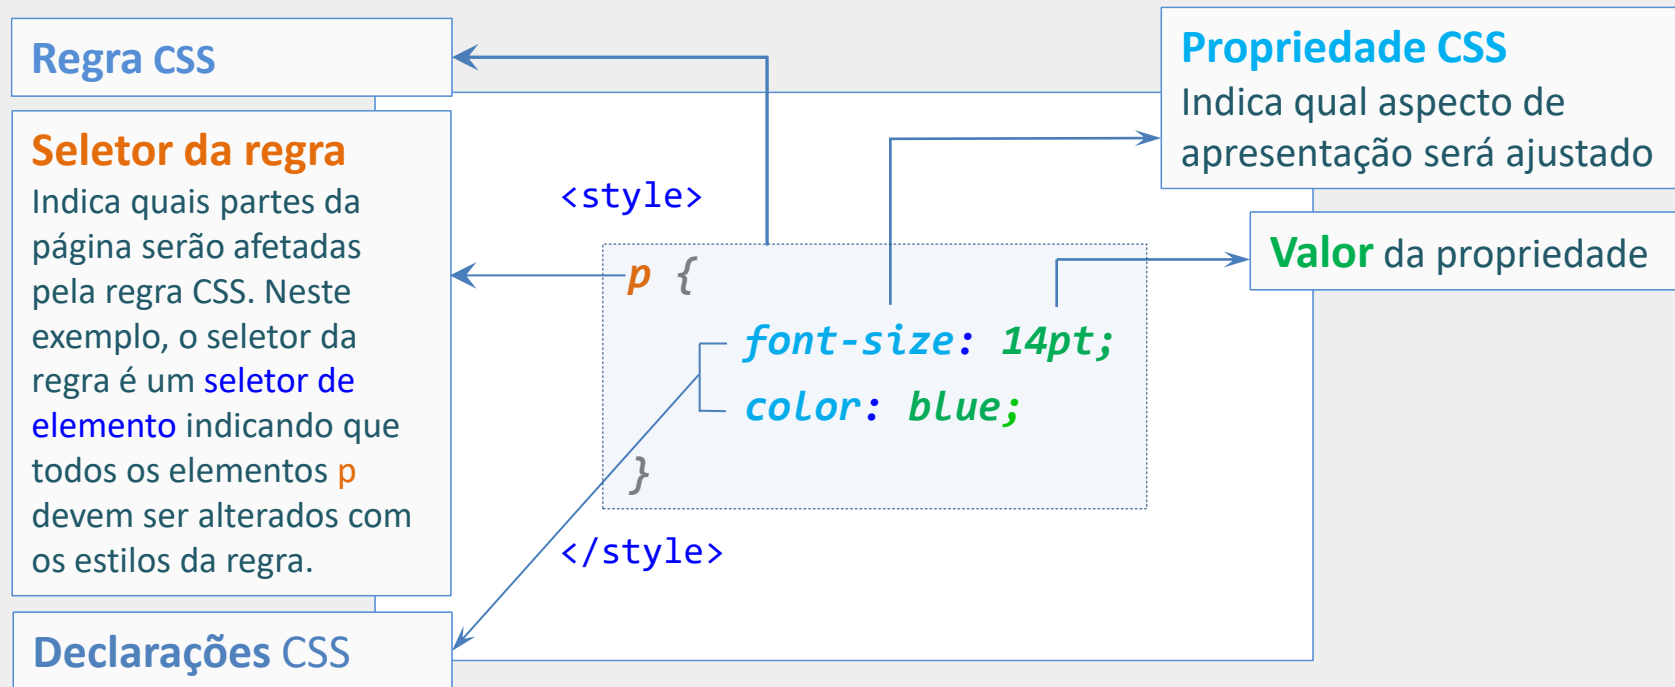 Regra CSS
Seletor da regra
Indica quais partes da
página serão afetadas
pela regra CSS. Neste
exemplo, o seletor da
regra é um seletor de
elemento indicando que
todos os elementos p
devem ser alterados com
os estilos da regra.
Declarações CSS
<style>
p {
font-size: 14pt;
color: blue;
}
</style>
Propriedade CSS
Indica qual aspecto de
apresentação será ajustado
Valor da propriedade